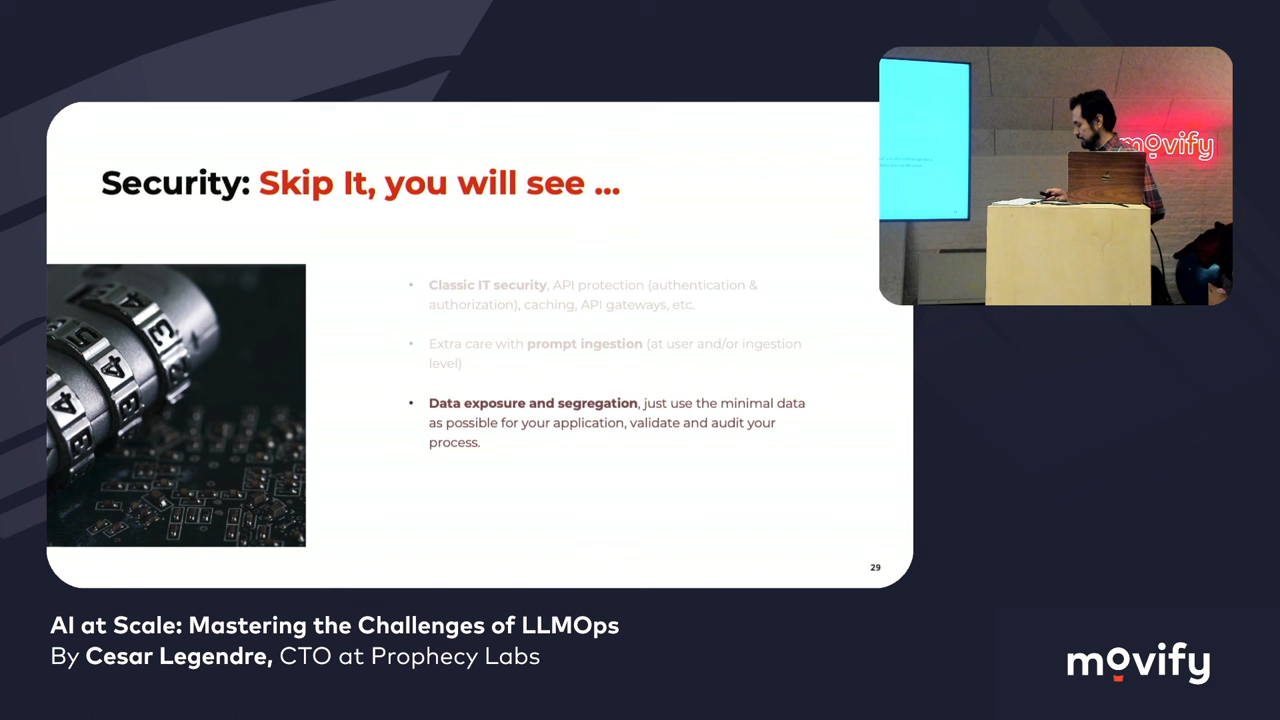 Security: Skip It, you will see ...
• Classic IT security, API protection (authentication &
authorization), caching, API gateways, etc.
• Extra care with prompt ingestion (at user and/or ingestion
level)
• Data exposure and segregation, just use the minimal data
as possible for your application, validate and audit your
process.
29
movify
AI at Scale: Mastering the Challenges of LLMOps
By Cesar Legendre, CTO at Prophecy Labs
movify